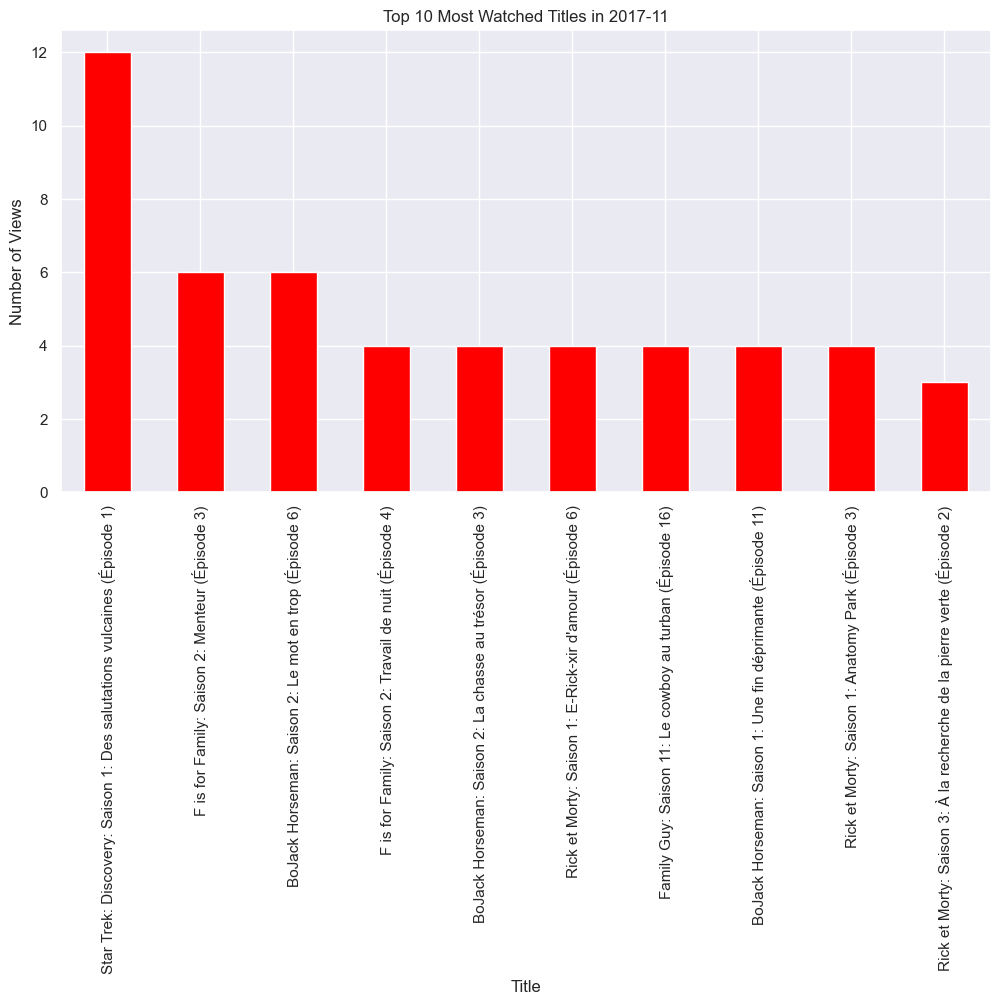 Top 10 Most Watched Titles in 2017-11
Number of Views
12
10
8
6
4
2
0
Star Trek: Discovery: Saison 1: Des salutations vulcaines (Épisode 1)
F is for Family: Saison 2: Menteur (Épisode 3)
BoJack Horseman: Saison 2: Le mot en trop (Épisode 6)
F is for Family: Saison 2: Travail de nuit (Épisode 4)
BoJack Horseman: Saison 2: La chasse au trésor (Épisode 3)
Rick et Morty: Saison 1: E-Rick-xir d'amour (Épisode 6)
Family Guy: Saison 11: Le cowboy au turban (Épisode 16)
BoJack Horseman: Saison 1: Une fin déprimante (Épisode 11)
Rick et Morty: Saison 1: Anatomy Park (Épisode 3)
Rick et Morty: Saison 3: À la recherche de la pierre verte (Épisode 2)
Title